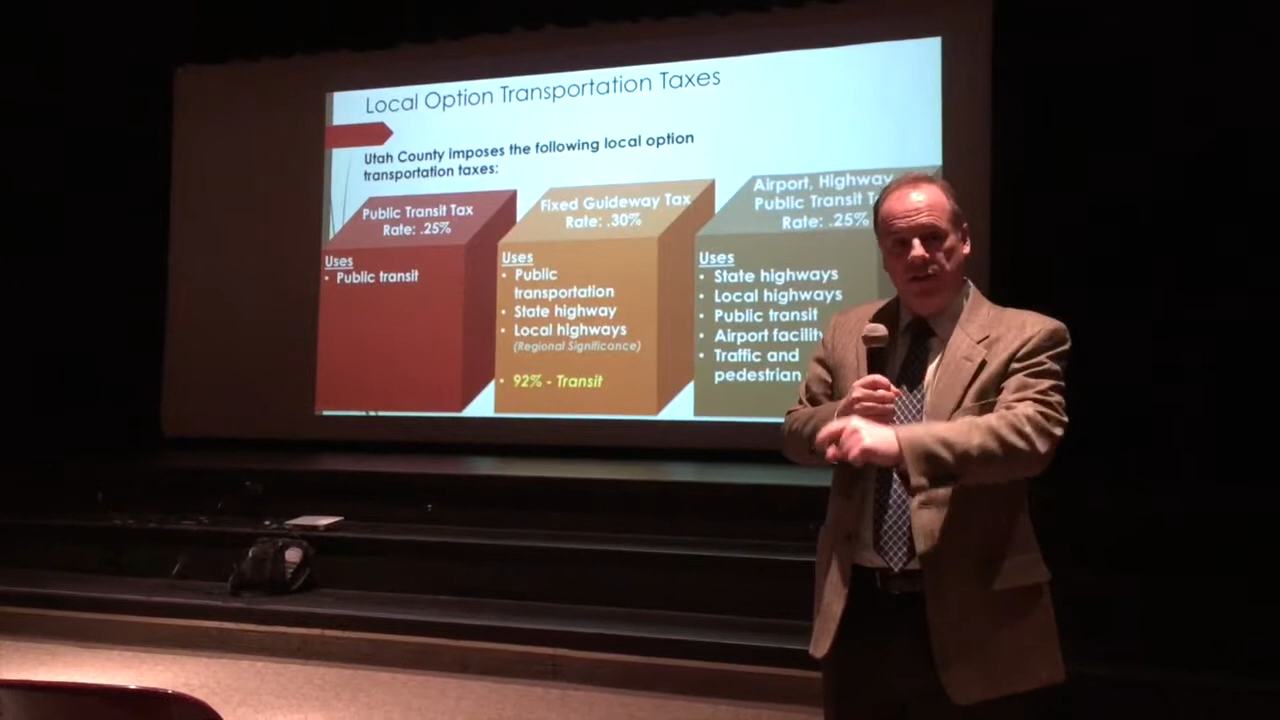 Local Option Transportation Taxes
Utah County imposes the following local option
transportation taxes:
Public Transit Tax
Rate: .25%
Uses
• Public transit
Fixed Guideway Tax
Rate: .30%
Uses
• Public
transportation
• State highway
• Local highways
(Regional Significance)
• 92% - Transit
Airport, Highway
Public Transit
Rate: .25%
Uses
• State highways
• Local highways
• Public transit
• Airport facility
• Traffic and
pedestrian